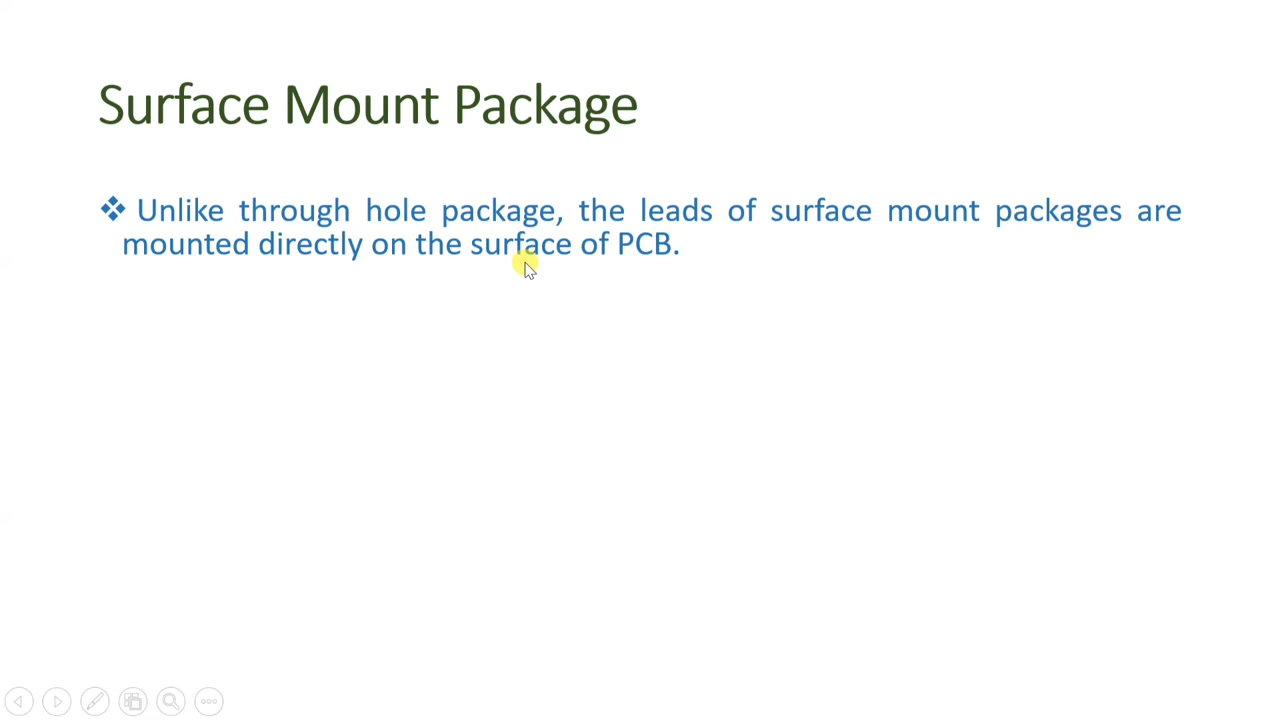 Surface Mount Package
❖ Unlike through hole package, the leads of surface mount packages are
mounted directly on the surface of PCB.